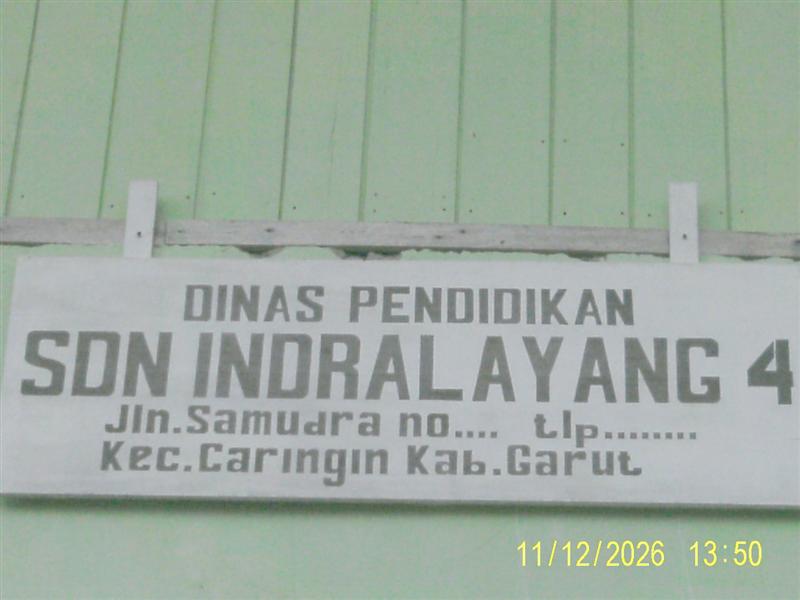 DINAS PENDIDIKAN
SDN INDRALAYANG 4
Jln.Samudra no.... tlp........
Kec.Caringin Kab.Garut
11/12/2026 13:50